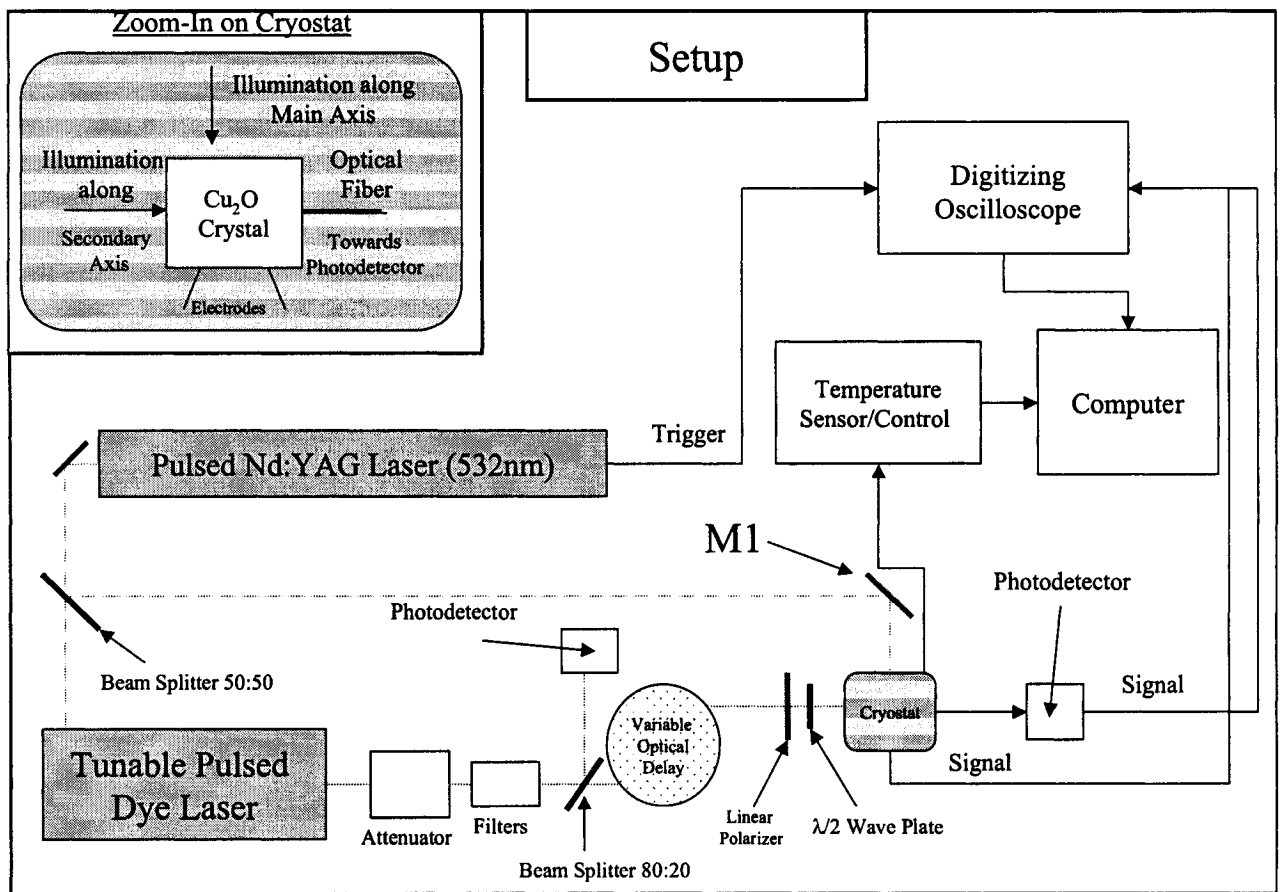 Zoom-In on Cryostat
Illumination along
Main Axis
Illumination
along
Secondary
Axis
Cu₂O
Crystal
Optical
Fiber
Towards
Photodetector
Electrodes
Setup
Digitizing
Oscilloscope
Temperature
Sensor/Control
Computer
Trigger
Pulsed Nd:YAG Laser (532nm)
M1
Photodetector
Photodetector
Beam Splitter 50:50
Signal
Variable
Optical
Delay
Cryostat
Signal
Tunable Pulsed
Dye Laser
Attenuator
Filters
Linear
Polarizer
λ/2 Wave Plate
Beam Splitter 80:20